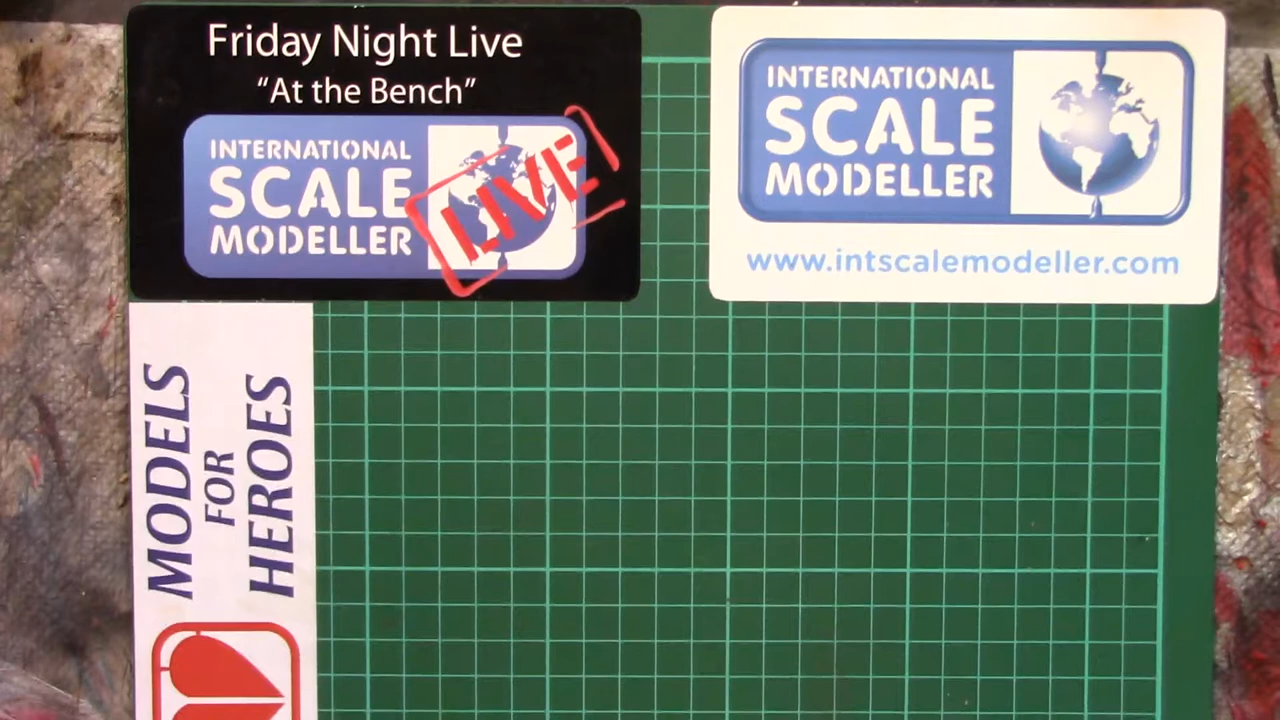 Friday Night Live
“At the Bench”
INTERNATIONAL
SCALE
MODELLER
LIVE
INTERNATIONAL
SCALE
MODELLER
www.intscalemodeller.com
MODELS
FOR
HEROES